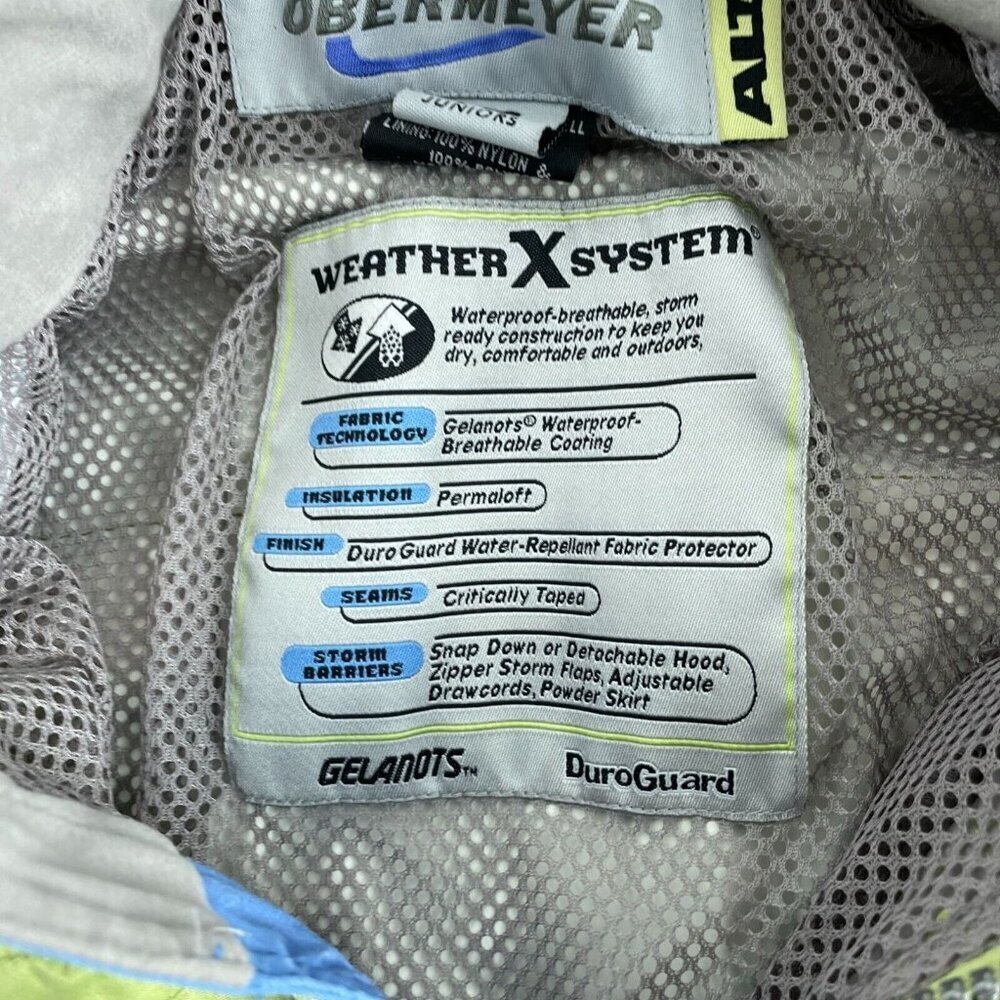 OBERMEYER
JUNIORS
LINING: 100% NYLON &
100%
WEATHER X SYSTEM®
Waterproof-breathable, storm
ready construction to keep you
dry, comfortable and outdoors.
FABRIC
TECHNOLOGY
Gelanots® Waterproof-
Breathable Coating
INSULATION
Permaloft
FINISH
Duro Guard Water-Repellant Fabric Protector
SEAMS
Critically Taped
STORM
BARRIERS
Snap Down or Detachable Hood,
Zipper Storm Flaps, Adjustable
Drawcords, Powder Skirt
GELANOTS™
DuroGuard